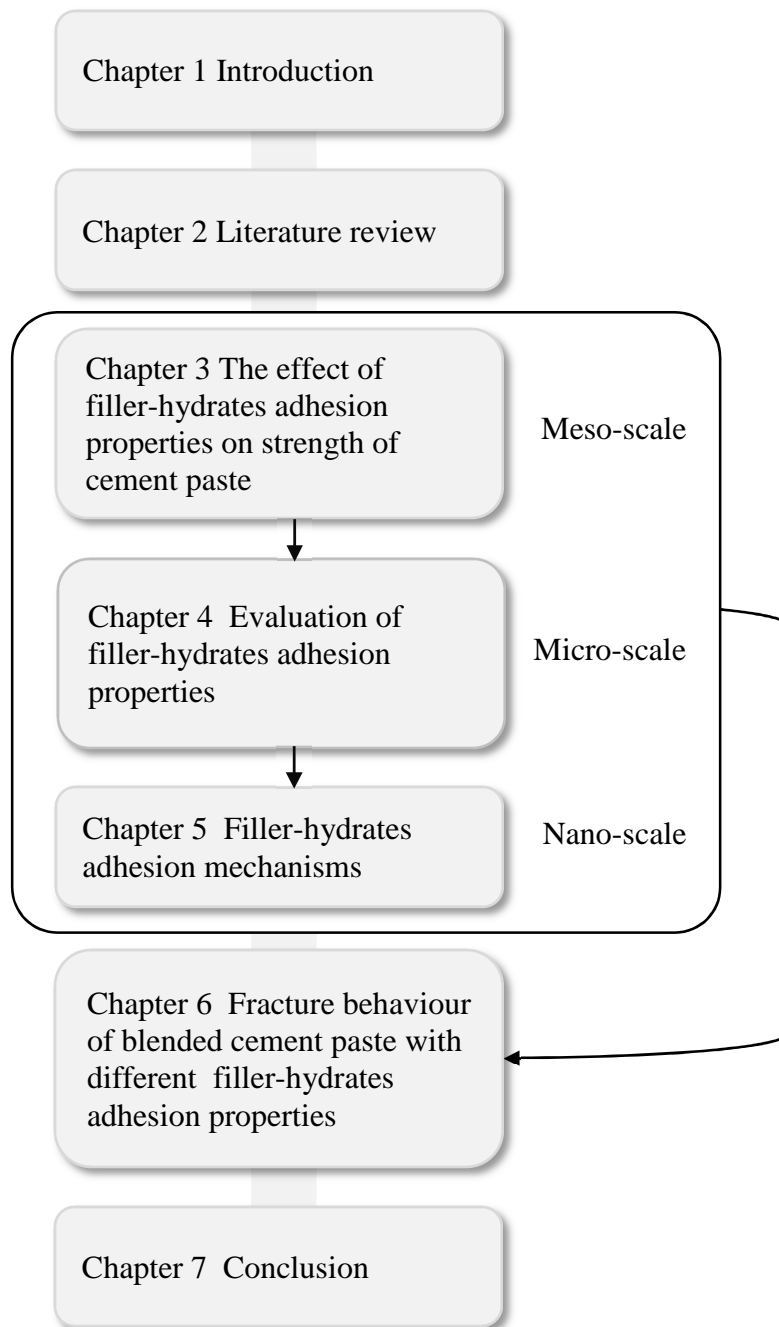 Chapter 1 Introduction
Chapter 2 Literature review
Chapter 3 The effect of
filler-hydrates adhesion
properties on strength of
cement paste
Meso-scale
Chapter 4  Evaluation of
filler-hydrates adhesion
properties
Micro-scale
Chapter 5  Filler-hydrates
adhesion mechanisms
Nano-scale
Chapter 6  Fracture behaviour
of blended cement paste with
different  filler-hydrates
adhesion properties
Chapter 7  Conclusion